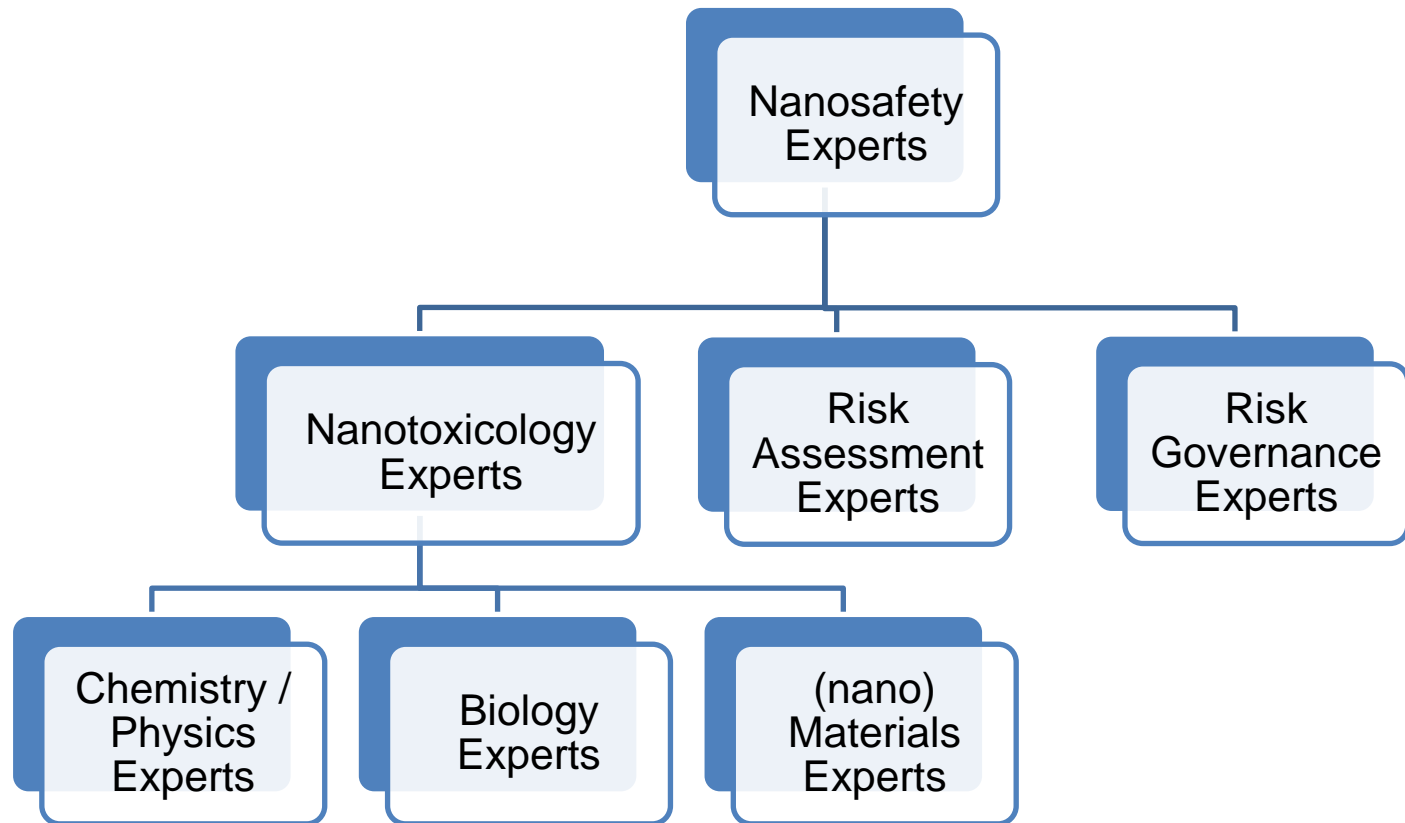 Nanosafety
Experts
Nanotoxicology
Experts
Risk
Assessment
Experts
Risk
Governance
Experts
Chemistry /
Physics
Experts
Biology
Experts
(nano)
Materials
Experts